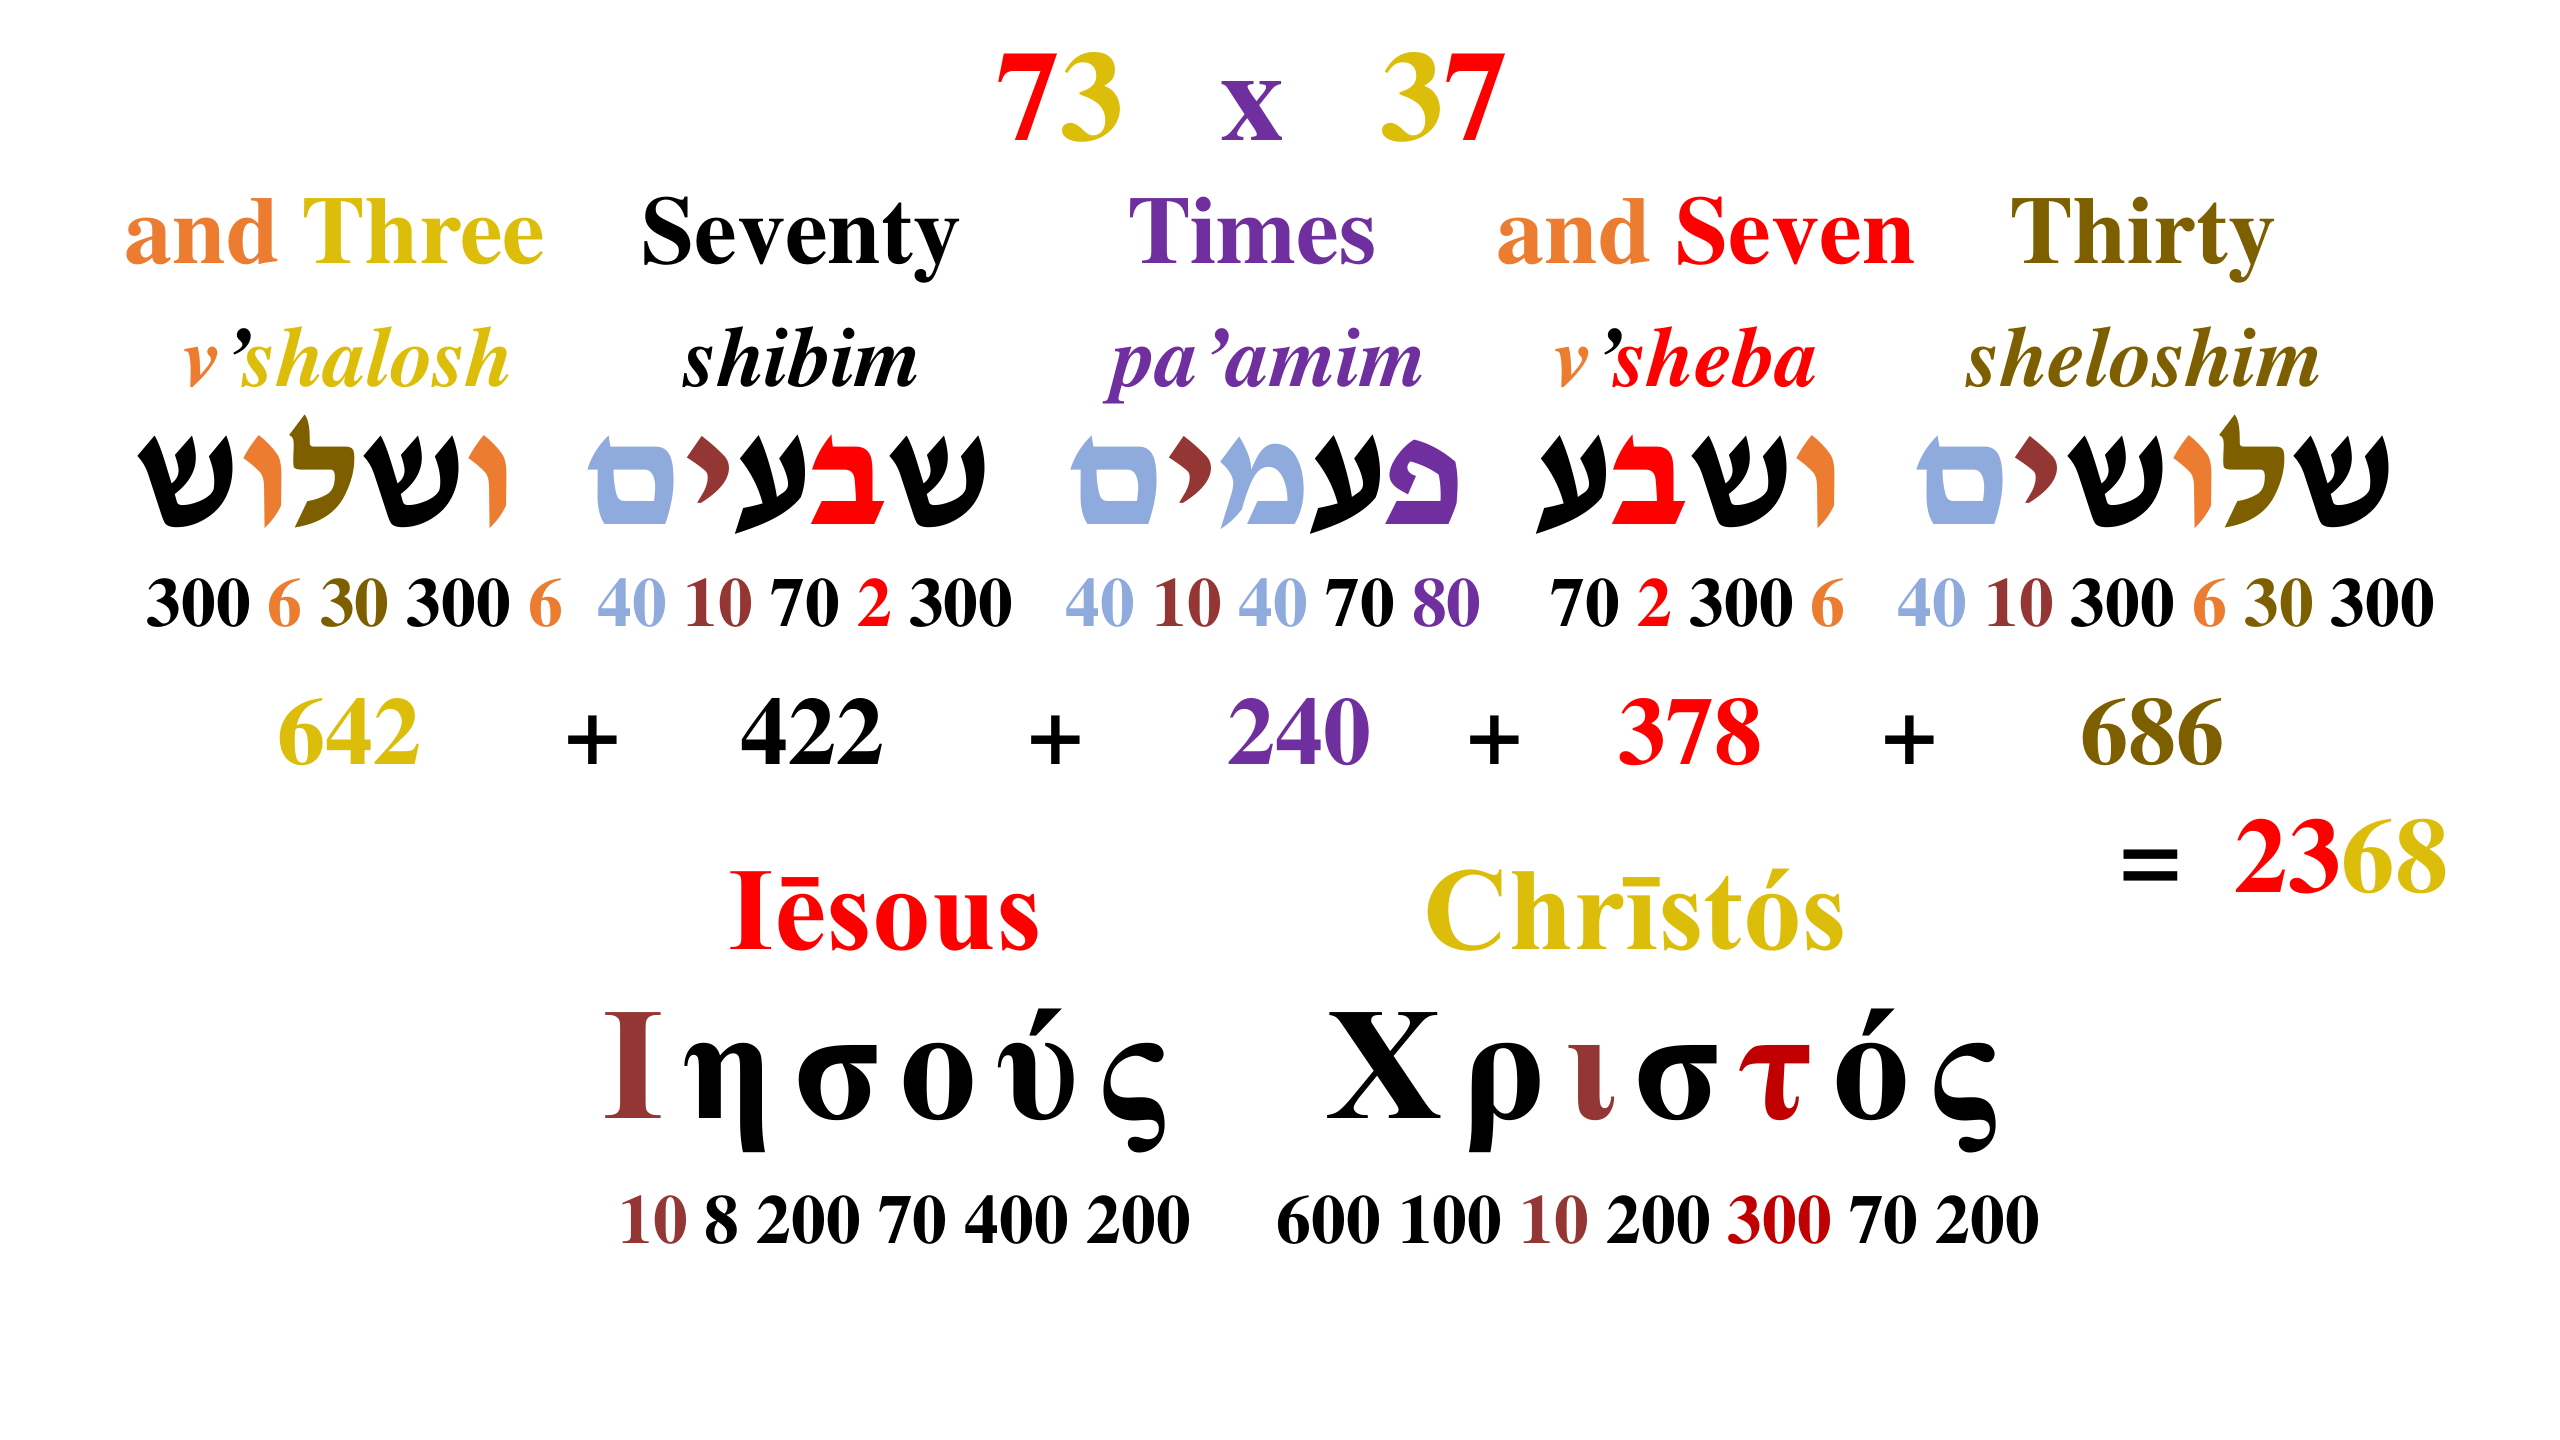 73 x 37
and Three Seventy Times and Seven Thirty
v’shalosh shibim pa’amim v’sheba sheloshim
שלושים ושבע פעמים שבעים ושלוש
300 6 30 300 6 40 10 70 2 300 40 10 40 70 80 70 2 300 6 40 10 300 6 30 300
642 + 422 + 240 + 378 + 686
= 2368
Iēsous Chrīstós
Ιησούς Χριστός
10 8 200 70 400 200 600 100 10 200 300 70 200